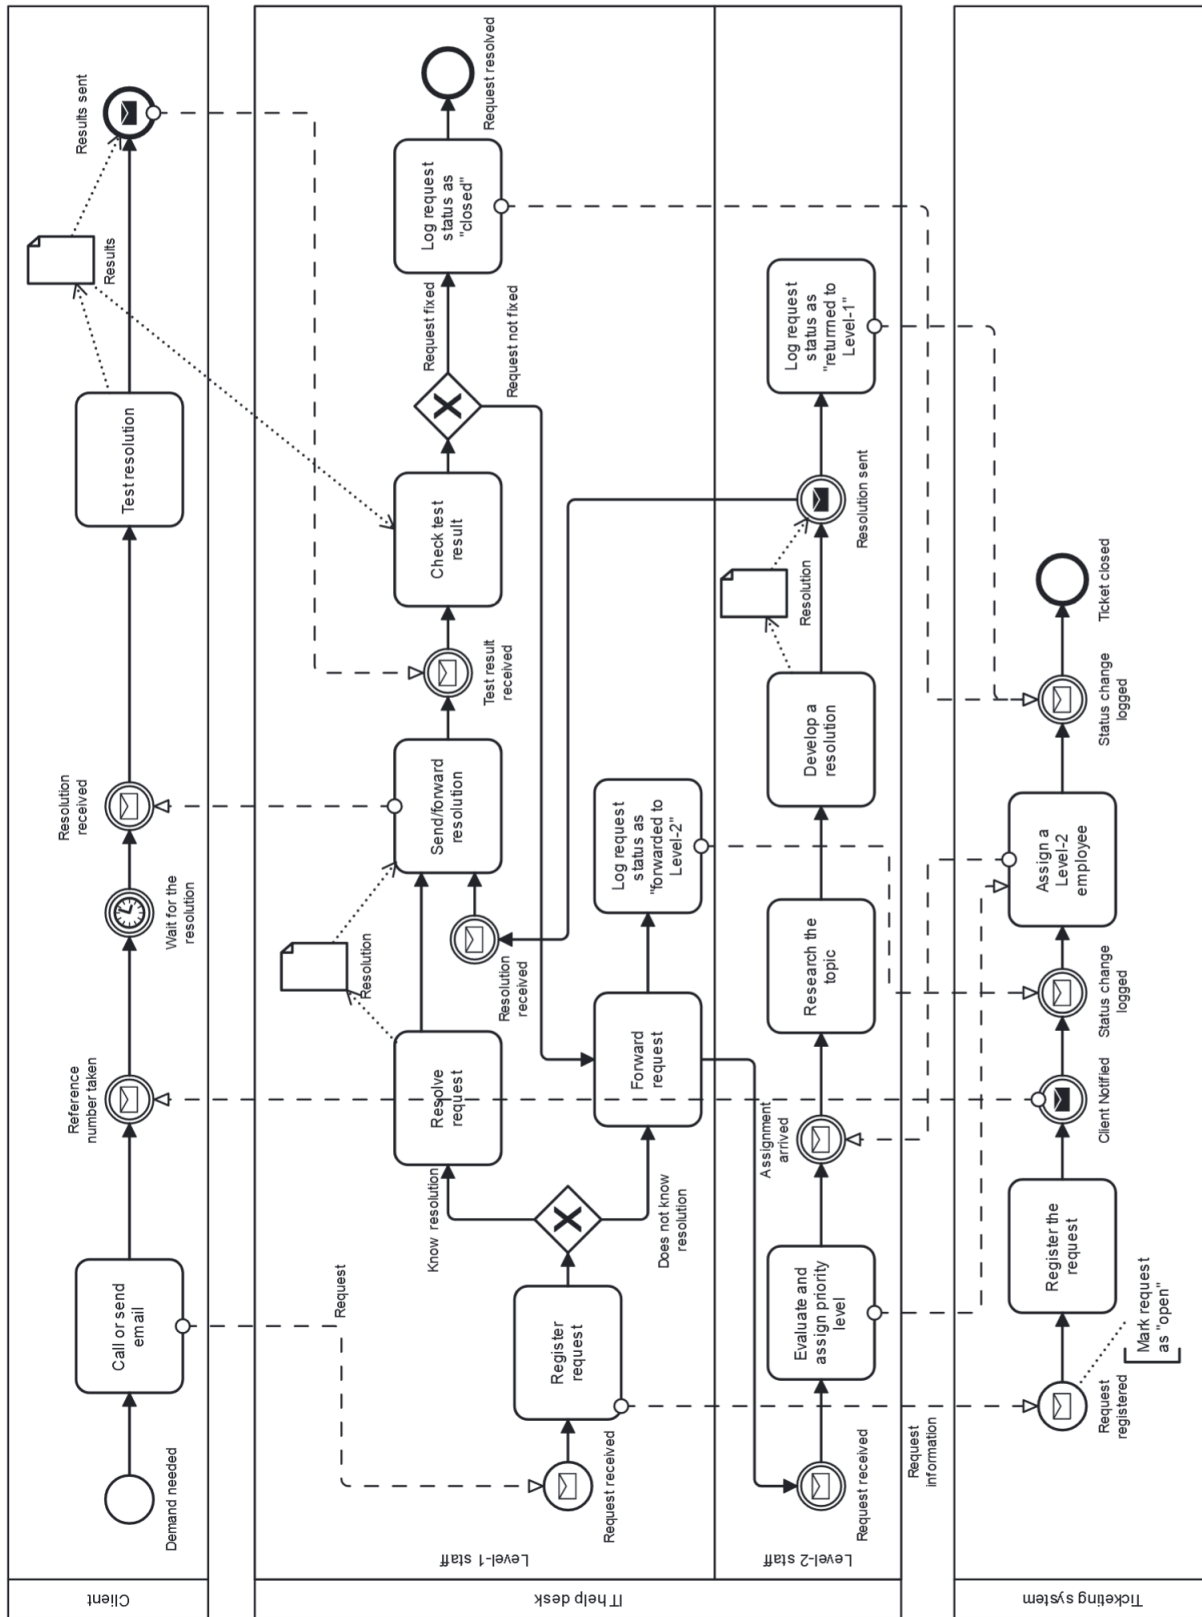 Client
Demand needed
Call or send
email
Reference
number taken
Wait for the
resolution
Resolution
received
Test resolution
Results
Results sent
Request
IT help desk
Level-1 staff
Request received
Register
request
Know resolution
Does not know
resolution
Resolve
request
Resolution
Resolution
received
Send/forward
resolution
Test result
received
Check test
result
Request fixed
Request not fixed
Log request
status as
"closed"
Request resolved
Forward
request
Log request
status as
"forwarded to
Level-2"
Level-2 staff
Request received
Evaluate and
assign priority
level
Assignment
arrived
Research the
topic
Develop a
resolution
Resolution
Resolution sent
Log request
status as
"returned to
Level-1"
Request
information
Ticketing system
Request
registered
Mark request
as "open"
Register the
request
Client Notified
Status change
logged
Assign a
Level-2
employee
Status change
logged
Ticket closed